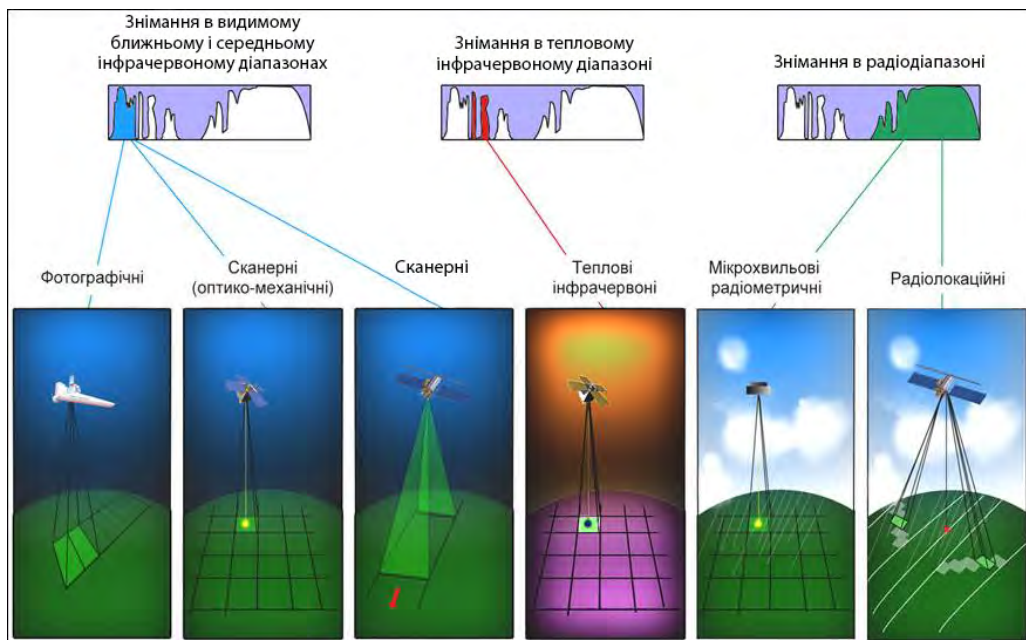 Знімання в видимому
ближньому і середньому
інфрачервоному діапазонах
Знімання в тепловому
інфрачервоному діапазоні
Знімання в радіодіапазоні
Фотографічні
Сканерні
(оптико-механічні)
Сканерні
Теплові
інфрачервоні
Мікрохвильові
радіометричні
Радіолокаційні